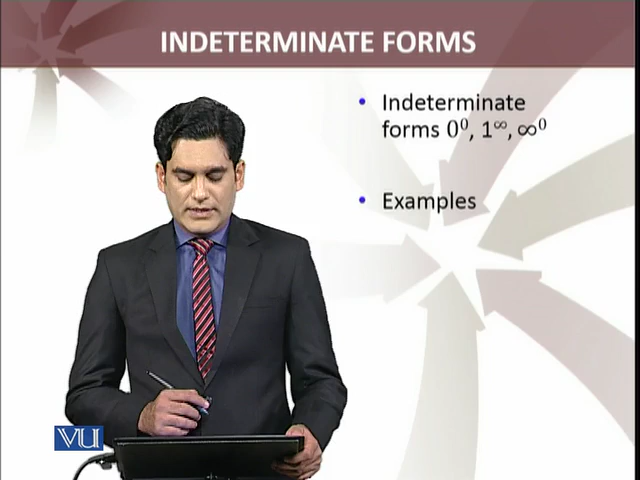 INDETERMINATE FORMS
• Indeterminate
forms 0⁰, 1^∞, ∞⁰
• Examples
VU